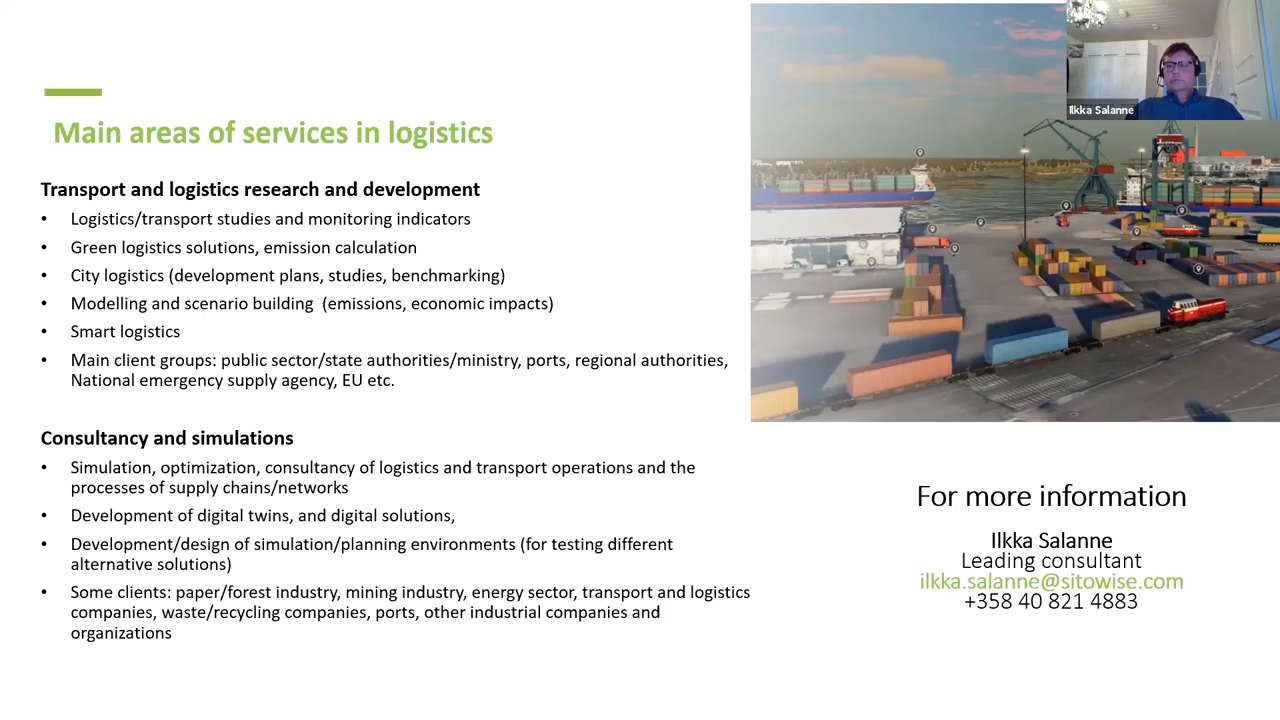 Main areas of services in logistics
Transport and logistics research and development
• Logistics/transport studies and monitoring indicators
• Green logistics solutions, emission calculation
• City logistics (development plans, studies, benchmarking)
• Modelling and scenario building  (emissions, economic impacts)
• Smart logistics
• Main client groups: public sector/state authorities/ministry, ports, regional authorities,
National emergency supply agency, EU etc.
Consultancy and simulations
• Simulation, optimization, consultancy of logistics and transport operations and the
processes of supply chains/networks
• Development of digital twins, and digital solutions,
• Development/design of simulation/planning environments (for testing different
alternative solutions)
• Some clients: paper/forest industry, mining industry, energy sector, transport and logistics
companies, waste/recycling companies, ports, other industrial companies and
organizations
Ilkka Salanne
For more information
Ilkka Salanne
Leading consultant
ilkka.salanne@sitowise.com
+358 40 821 4883